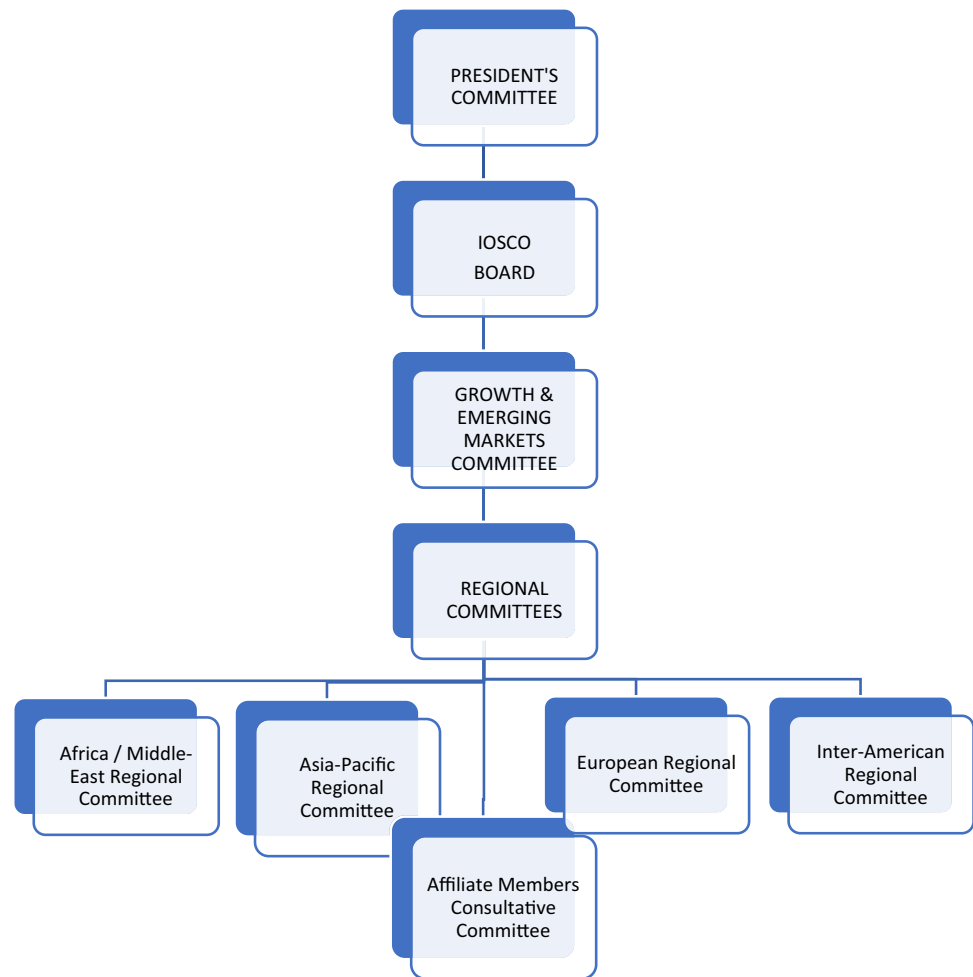 PRESIDENT'S
COMMITTEE
IOSCO
BOARD
GROWTH &
EMERGING
MARKETS
COMMITTEE
REGIONAL
COMMITTEES
Africa / Middle-
East Regional
Committee
Asia-Pacific
Regional
Committee
European Regional
Committee
Inter-American
Regional
Committee
Affiliate Members
Consultative
Committee